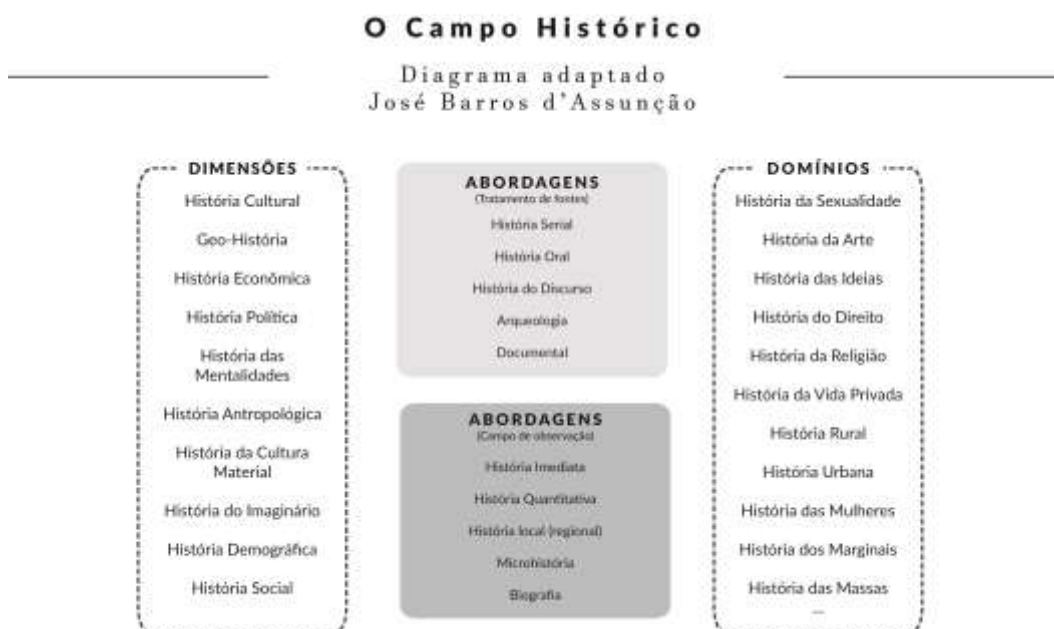 O Campo Histórico
Diagrama adaptado
José Barros d'Assunção
DIMENSÕES
História Cultural
Geo-História
História Econômica
História Política
História das
Mentalidades
História Antropológica
História da Cultura
Material
História do Imaginário
História Demográfica
História Social
ABORDAGENS
(Tratamento de fontes)
História Serial
História Oral
História do Discurso
Arqueologia
Documental
ABORDAGENS
(Campo de observação)
História Imediata
História Quantitativa
História local (regional)
Microhistória
Biografia
DOMÍNIOS
História da Sexualidade
História da Arte
História das Ideias
História do Direito
História da Religião
História da Vida Privada
História Rural
História Urbana
História das Mulheres
História dos Marginais
História das Massas
...